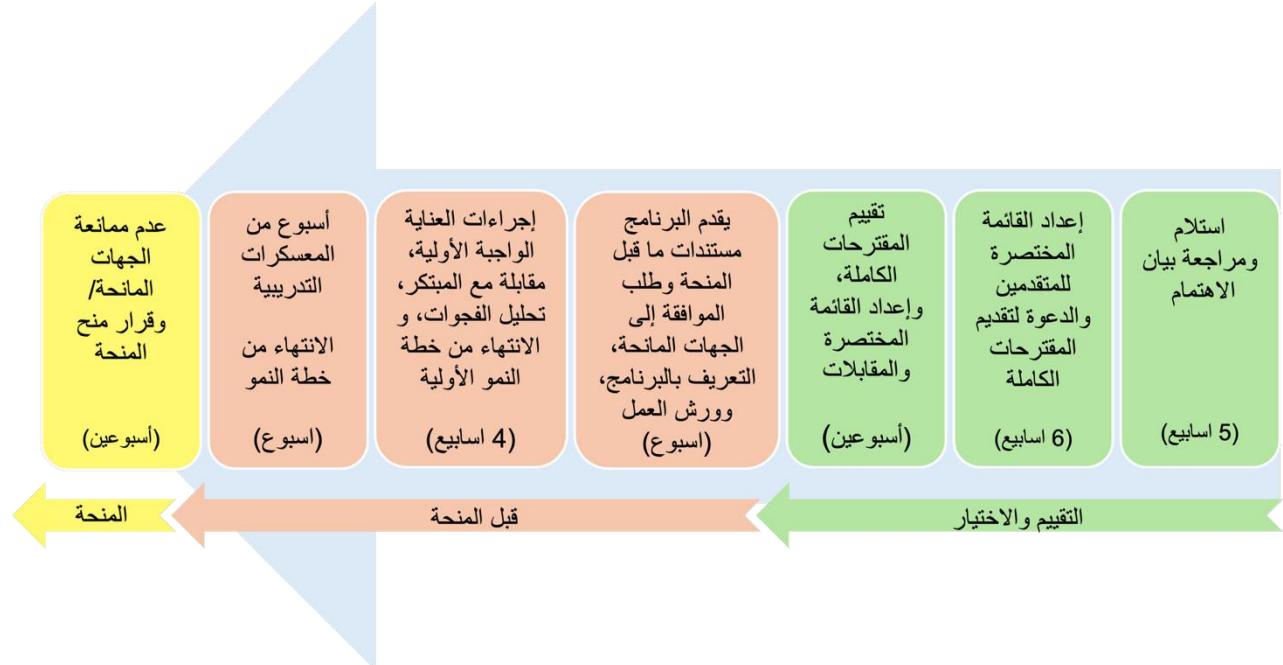 استلام
ومراجعة بيان
الاهتمام
(5 اسابيع)
إعداد القائمة
المختصرة
للمتقدمين
والدعوة لتقديم
المقترحات
الكاملة
(6 اسابيع)
تقييم
المقترحات
الكاملة،
وإعداد القائمة
المختصرة
والمقابلات
(أسبوعين)
يقدم البرنامج
مستندات ما قبل
المنحة وطلب
الموافقة إلى
الجهات المانحة،
التعريف بالبرنامج،
وورش العمل
(اسبوع)
إجراءات العناية
الواجبة الأولية،
مقابلة مع المبتكر،
تحليل الفجوات، و
الانتهاء من خطة
النمو الأولية
(4 اسابيع)
أسبوع من
المعسكرات
التدريبية
الانتهاء من
خطة النمو
(اسبوع)
عدم ممانعة
الجهات
المانحة/
وقرار منح
المنحة
(أسبوعين)
التقييم والاختيار
قبل المنحة
المنحة